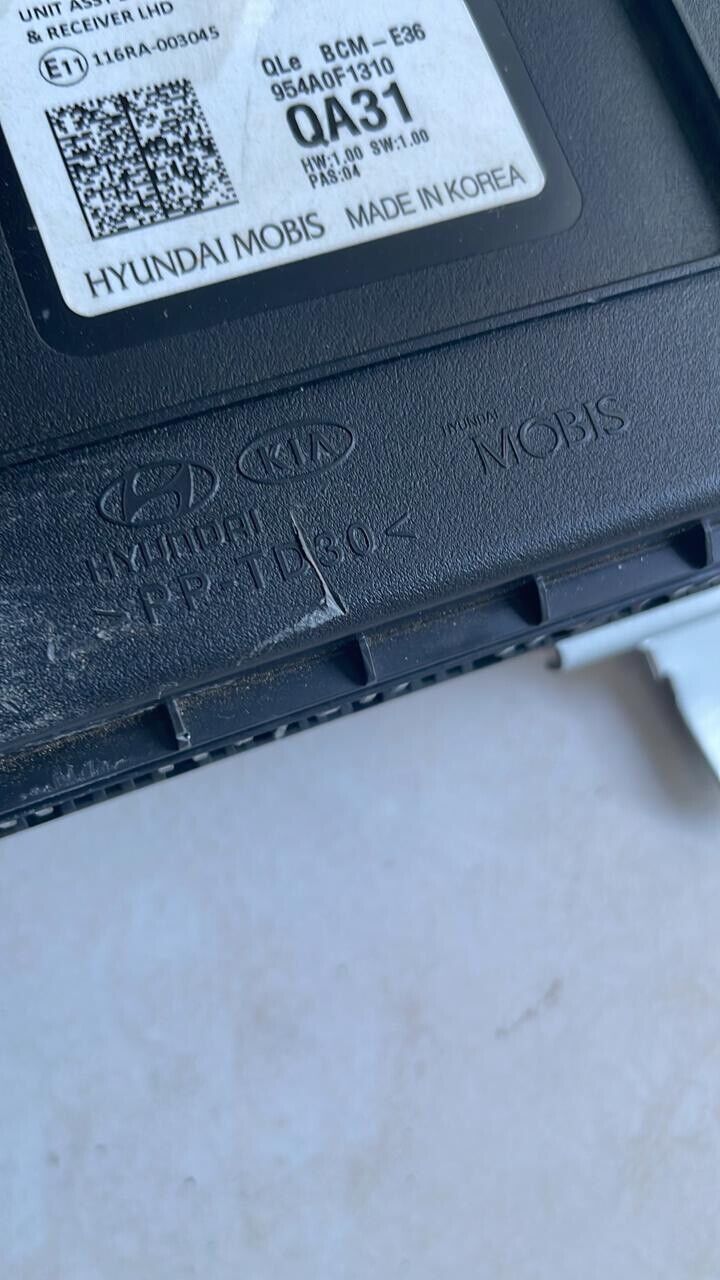 UNIT ASSY
& RECEIVER LHD
E11 116RA-003045
QLe BCM-E36
954A0F1310
QA31
HW:1.00 SW:1.00
PAS:04
HYUNDAI MOBIS MADE IN KOREA
KIA
HYUNDAI
MOBIS
HYUNDAI
>PP-TD30<